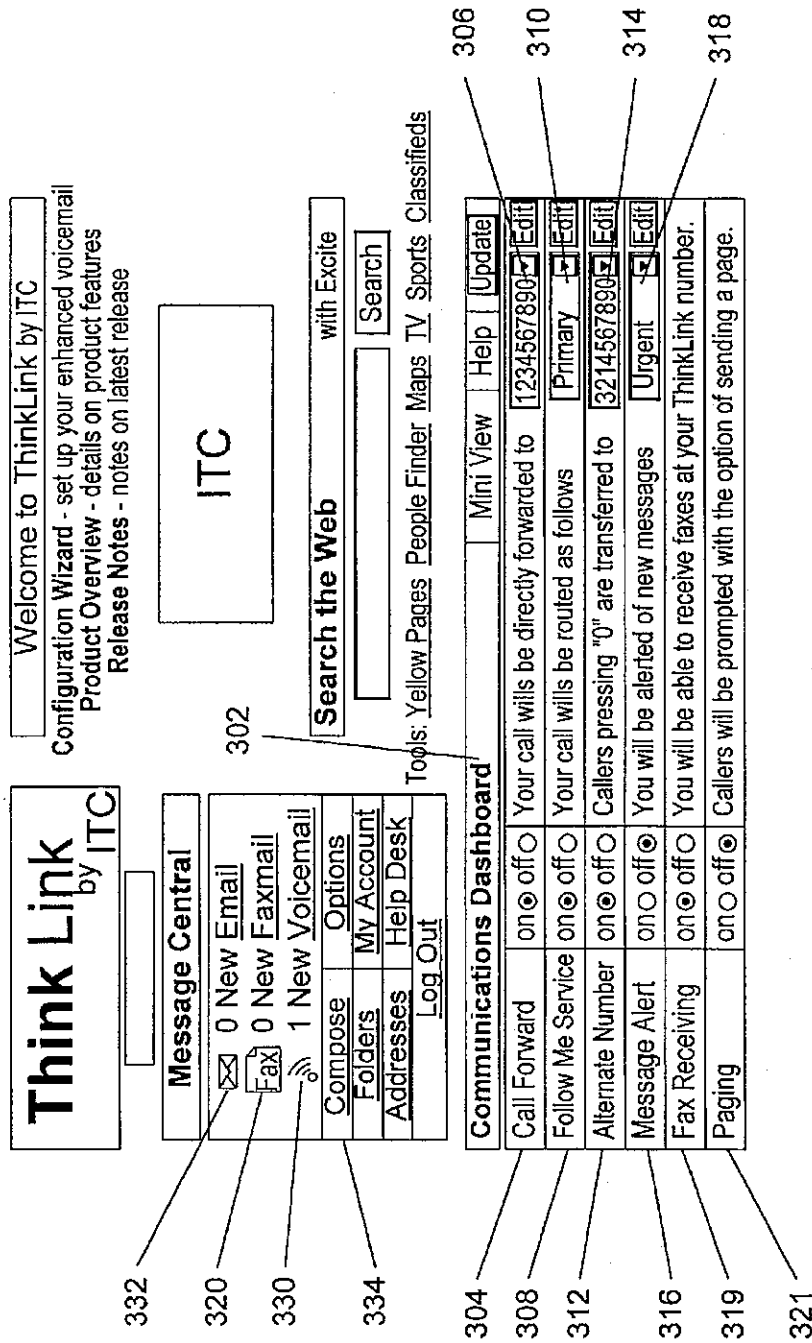 Think Link
by ITC
Welcome to ThinkLink by ITC
Configuration Wizard - set up your enhanced voicemail
Product Overview - details on product features
Release Notes - notes on latest release
Message Central
0 New Email
Fax 0 New Faxmail
1 New Voicemail
Compose Options
Folders My Account
Addresses Help Desk
Log Out
ITC
Search the Web with Excite
Search
Tools: Yellow Pages People Finder Maps TV Sports Classifieds
Communications Dashboard Mini View Help Update
Call Forward on off Your call wills be directly forwarded to 1234567890 Edit
Follow Me Service on off Your call wills be routed as follows Primary Edit
Alternate Number on off Callers pressing "0" are transferred to 3214567890 Edit
Message Alert on off You will be alerted of new messages Urgent Edit
Fax Receiving on off You will be able to receive faxes at your ThinkLink number.
Paging on off Callers will be prompted with the option of sending a page.
332
320
330
334
302
304
308
312
316
319
321
306
310
314
318